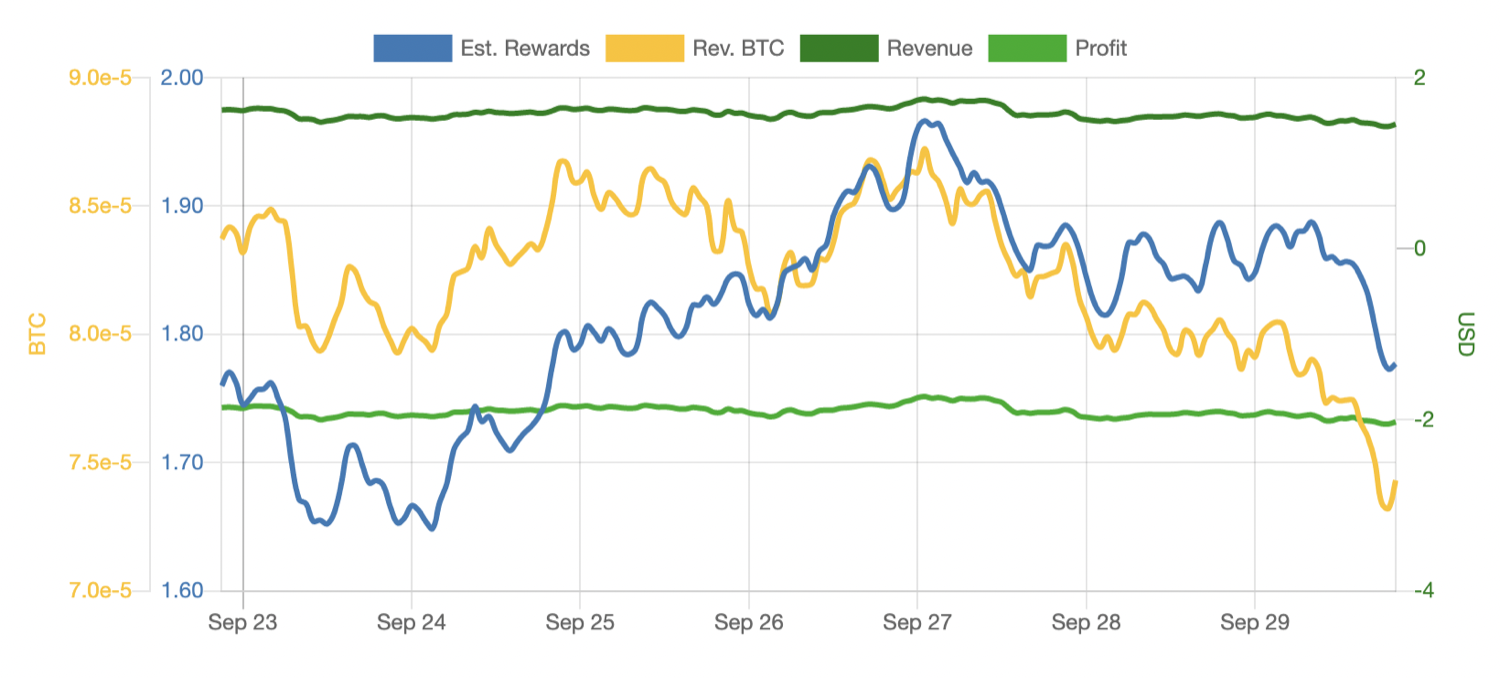 Est. Rewards Rev. BTC Revenue Profit
9.0e-5 2.00 2
8.5e-5 1.90 0
8.0e-5 1.80
BTC
USD
7.5e-5 1.70 -2
7.0e-5 1.60 -4
Sep 23 Sep 24 Sep 25 Sep 26 Sep 27 Sep 28 Sep 29